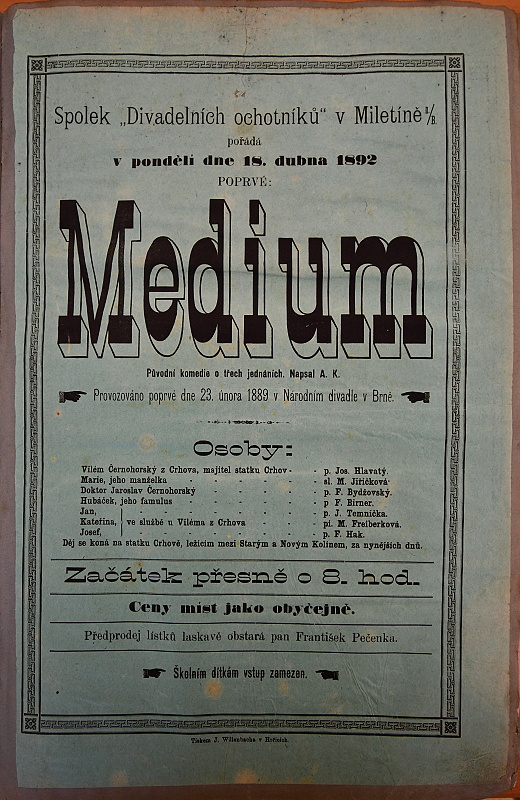 Spolek „Divadelních ochotníků“ v Miletíně ⁿ/B.
pořádá
v pondělí dne 18. dubna 1892
POPRVÉ:
Medium
Původní komedie o třech jednáních. Napsal A. K.
Provozováno poprvé dne 23. února 1889 v Národním divadle v Brně.
Osoby:
Vilém Černohorský z Crhova, majitel statku Crhov - - p. Jos. Hlavatý.
Marie, jeho manželka - - - - - - sl. M. Jiřičková.
Doktor Jaroslav Černohorský - - - - - p. F. Bydžovský.
Hubáček, jeho famulus - - - - - - p F. Birner.
Jan, - - - - p. J. Temnička.
Kateřina, ve službě u Viléma z Crhova - - - pí. M. Freiberková.
Josef, - - - - p. F. Hak.
Děj se koná na statku Crhově, ležícím mezi Starým a Novým Kolínem, za nynějších dnů.
Začátek přesně o 8. hod.
Ceny míst jako obyčejně.
Předprodej lístků laskavě obstará pan František Pečenka.
Školním dítkám vstup zamezen.
Tiskem J. Willenbacha v Hořicích.